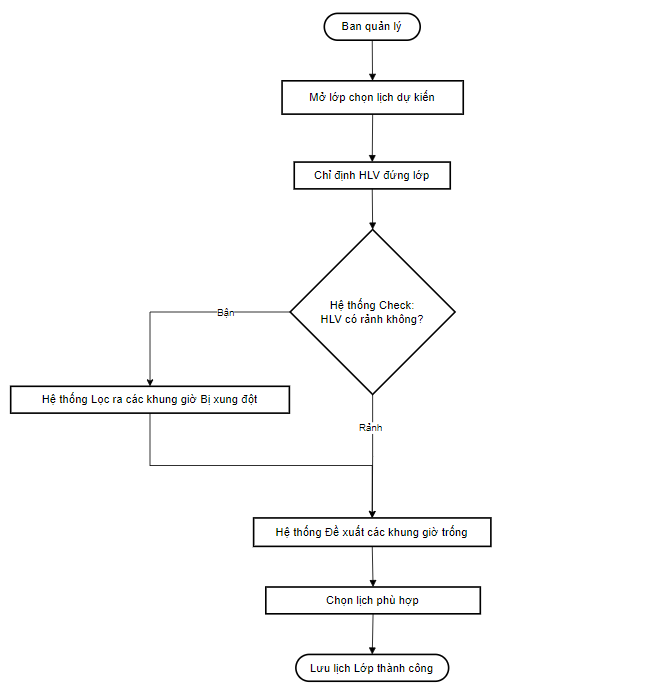 Ban quản lý
Mở lớp chọn lịch dự kiến
Chỉ định HLV đứng lớp
Hệ thống Check:
HLV có rảnh không?
Bận
Hệ thống Lọc ra các khung giờ Bị xung đột
Rảnh
Hệ thống Đề xuất các khung giờ trống
Chọn lịch phù hợp
Lưu lịch Lớp thành công